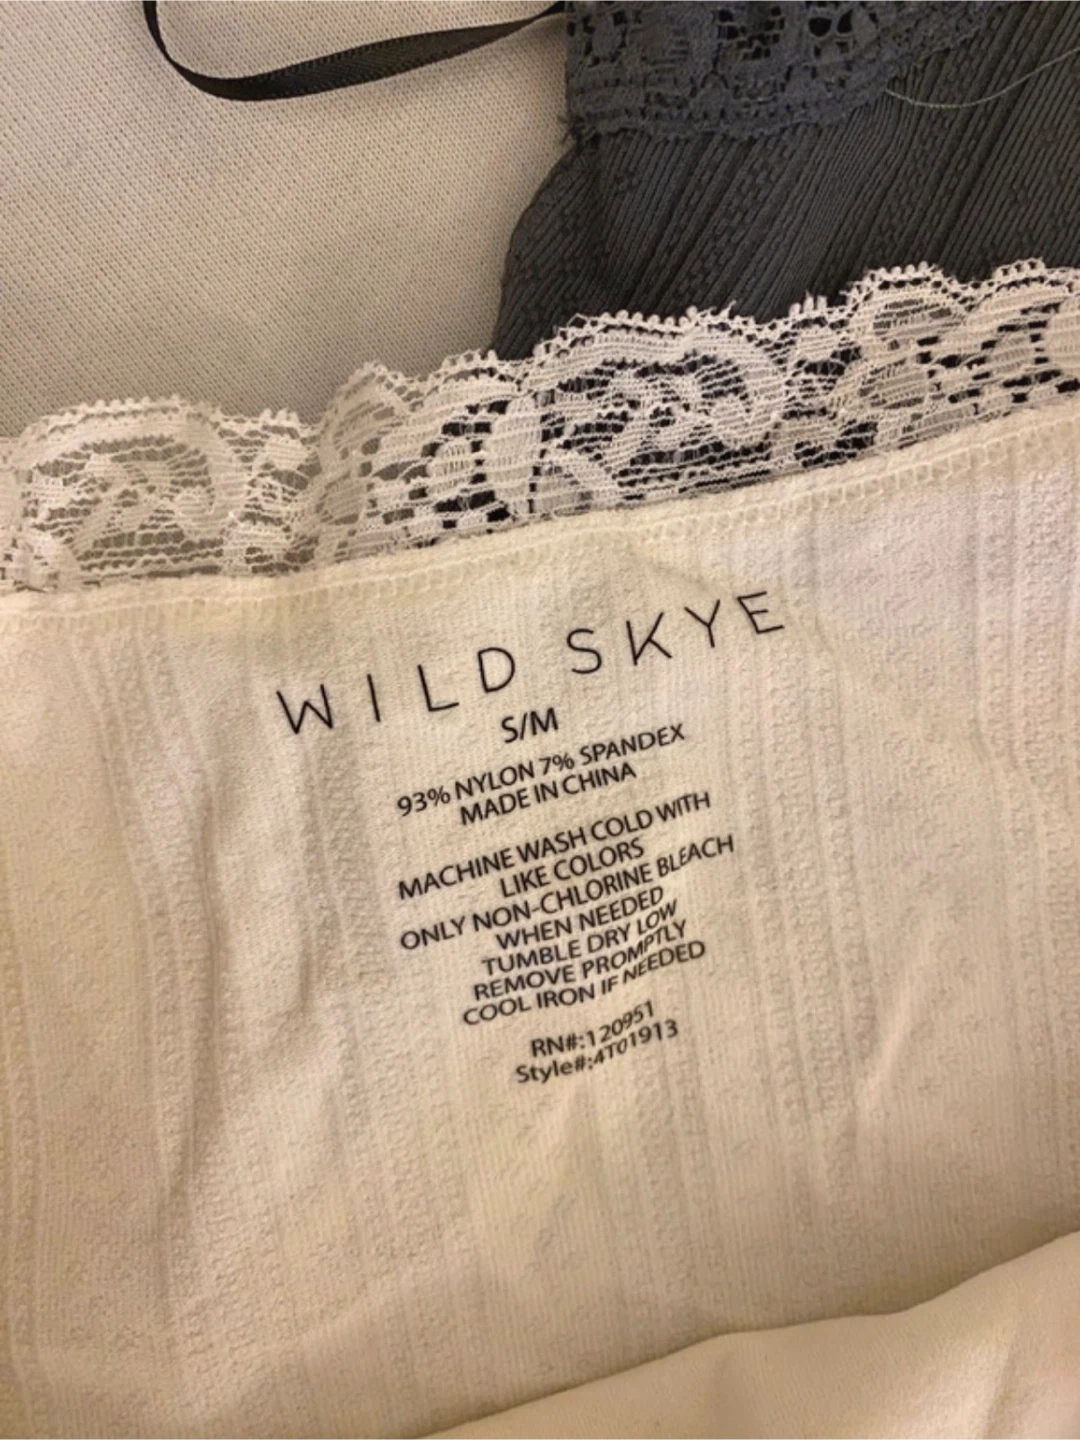 WILD SKYE
S/M
93% NYLON 7% SPANDEX
MADE IN CHINA
MACHINE WASH COLD WITH
LIKE COLORS
ONLY NON-CHLORINE BLEACH
WHEN NEEDED
TUMBLE DRY LOW
REMOVE PROMPTLY
COOL IRON IF NEEDED
RN#:120951
Style#:4T01913